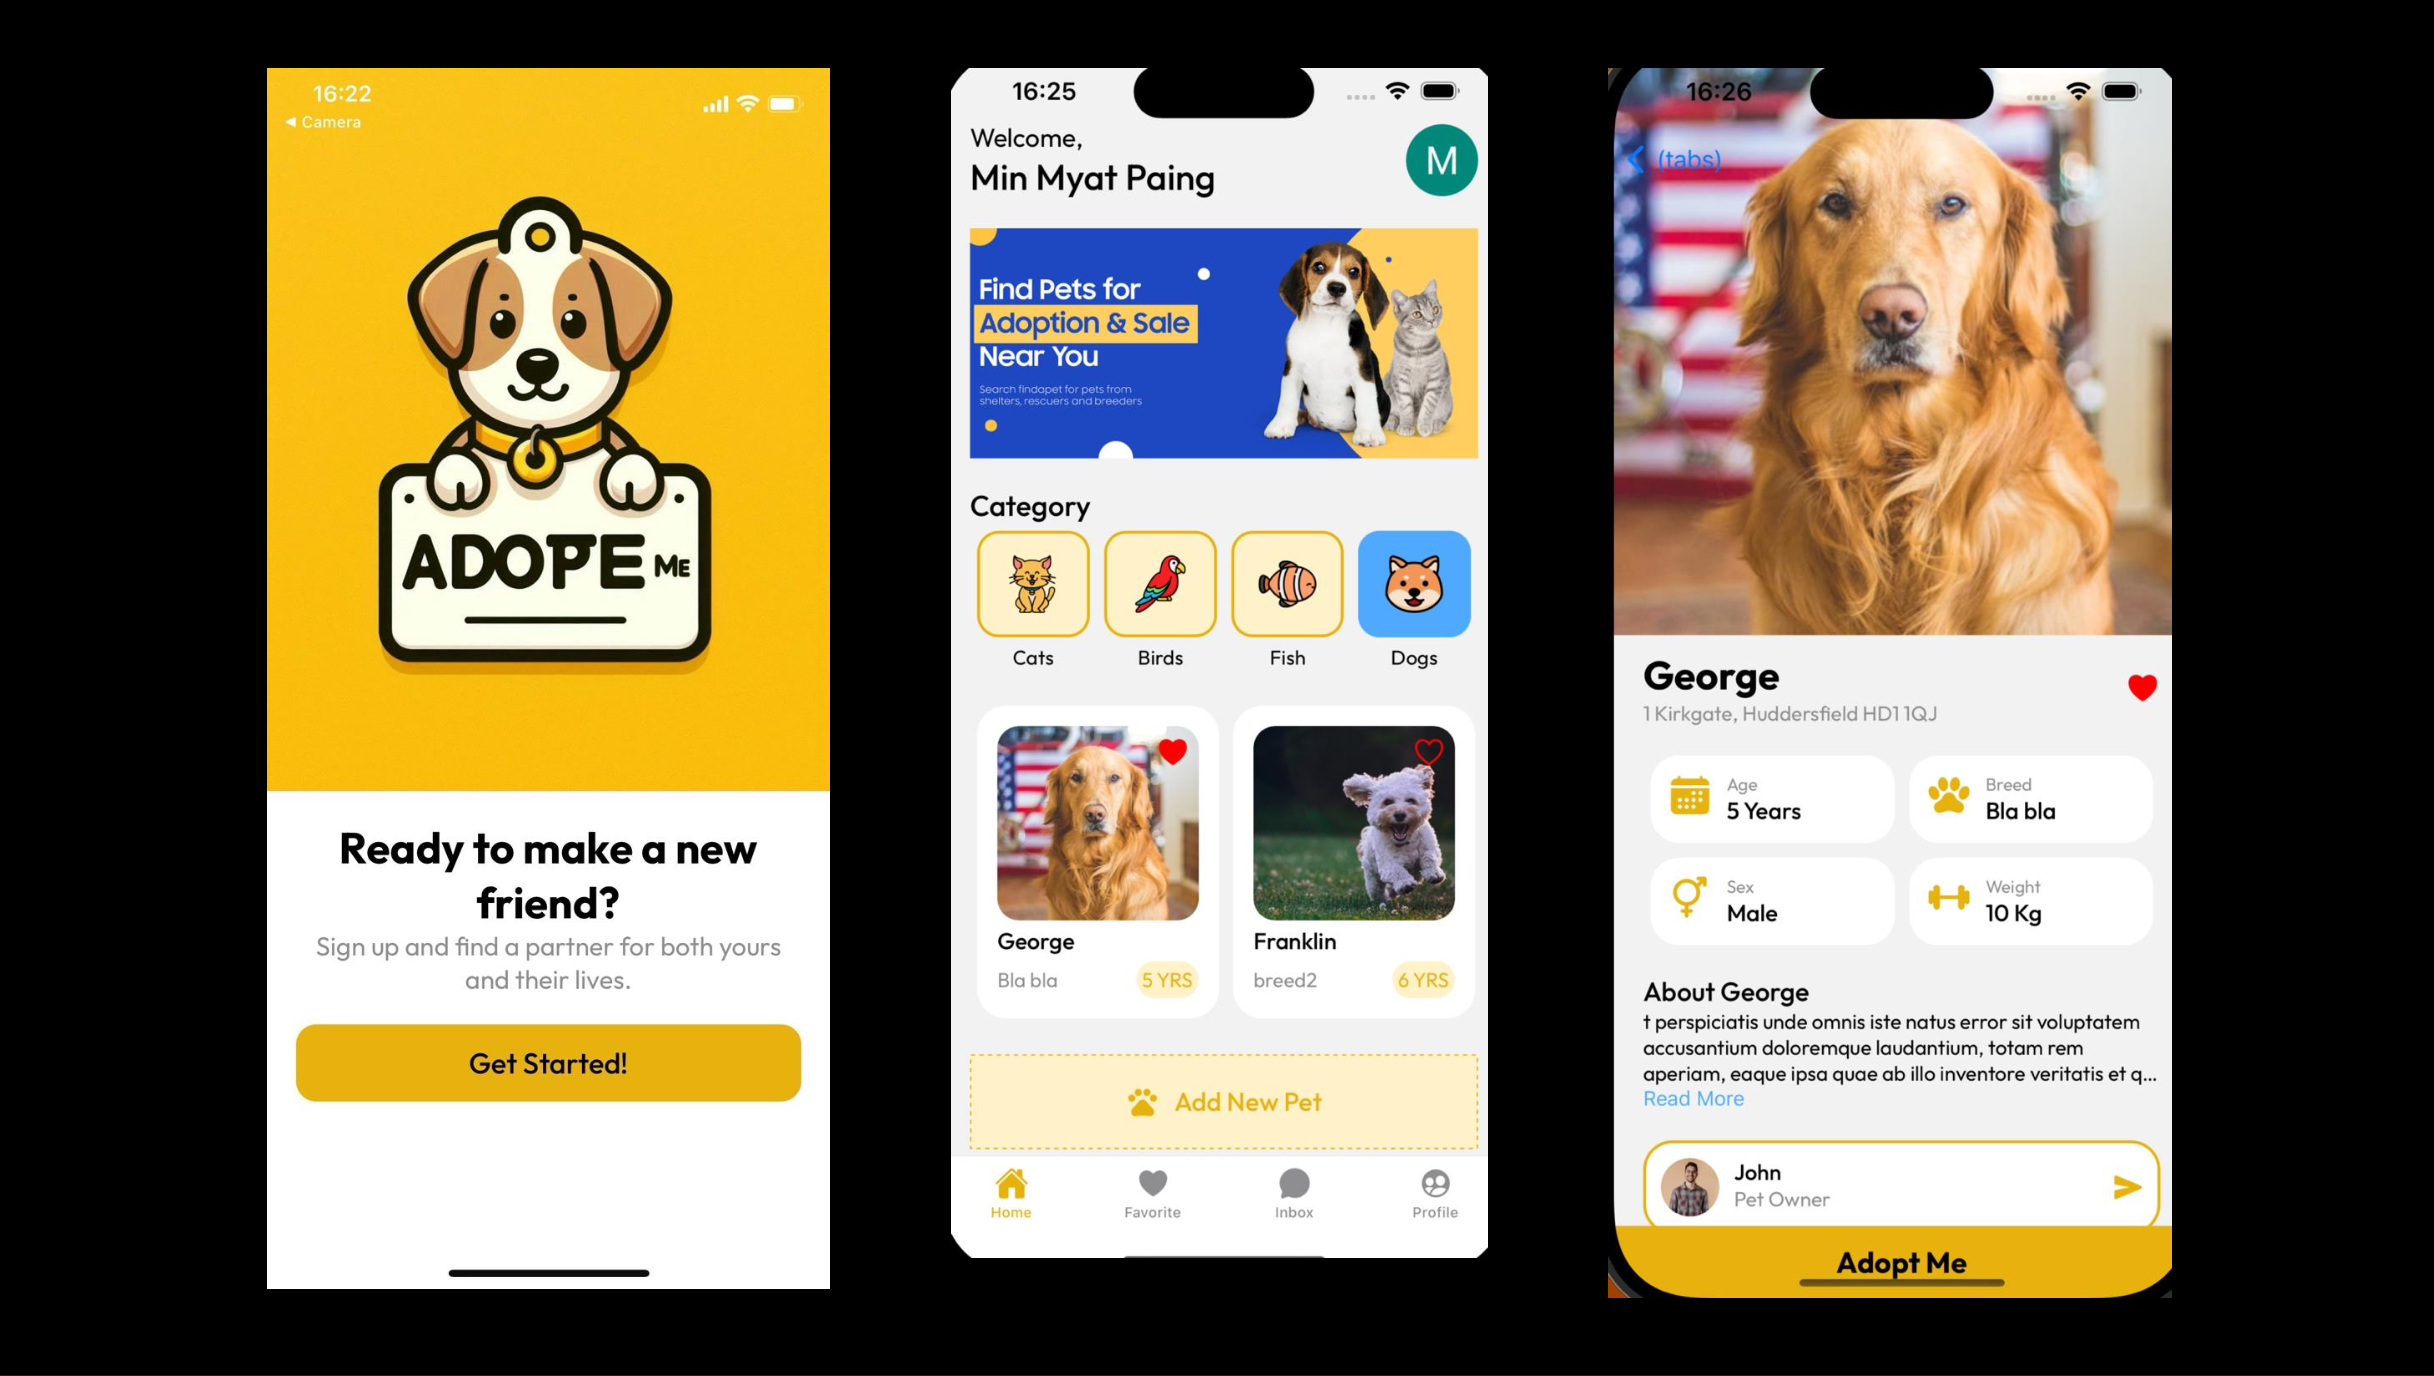 16:22
◀ Camera
ADOPE ME
Ready to make a new
friend?
Sign up and find a partner for both yours
and their lives.
Get Started!
16:25
Welcome,
Min Myat Paing
M
Find Pets for
Adoption & Sale
Near You
Search findapet for pets from
shelters, rescuers and breeders
Category
Cats
Birds
Fish
Dogs
George
Bla bla
5 YRS
Franklin
breed2
6 YRS
Add New Pet
Home
Favorite
Inbox
Profile
16:26
(tabs)
George
1 Kirkgate, Huddersfield HD1 1QJ
Age
5 Years
Breed
Bla bla
Sex
Male
Weight
10 Kg
About George
t perspiciatis unde omnis iste natus error sit voluptatem
accusantium doloremque laudantium, totam rem
aperiam, eaque ipsa quae ab illo inventore veritatis et q...
Read More
John
Pet Owner
Adopt Me